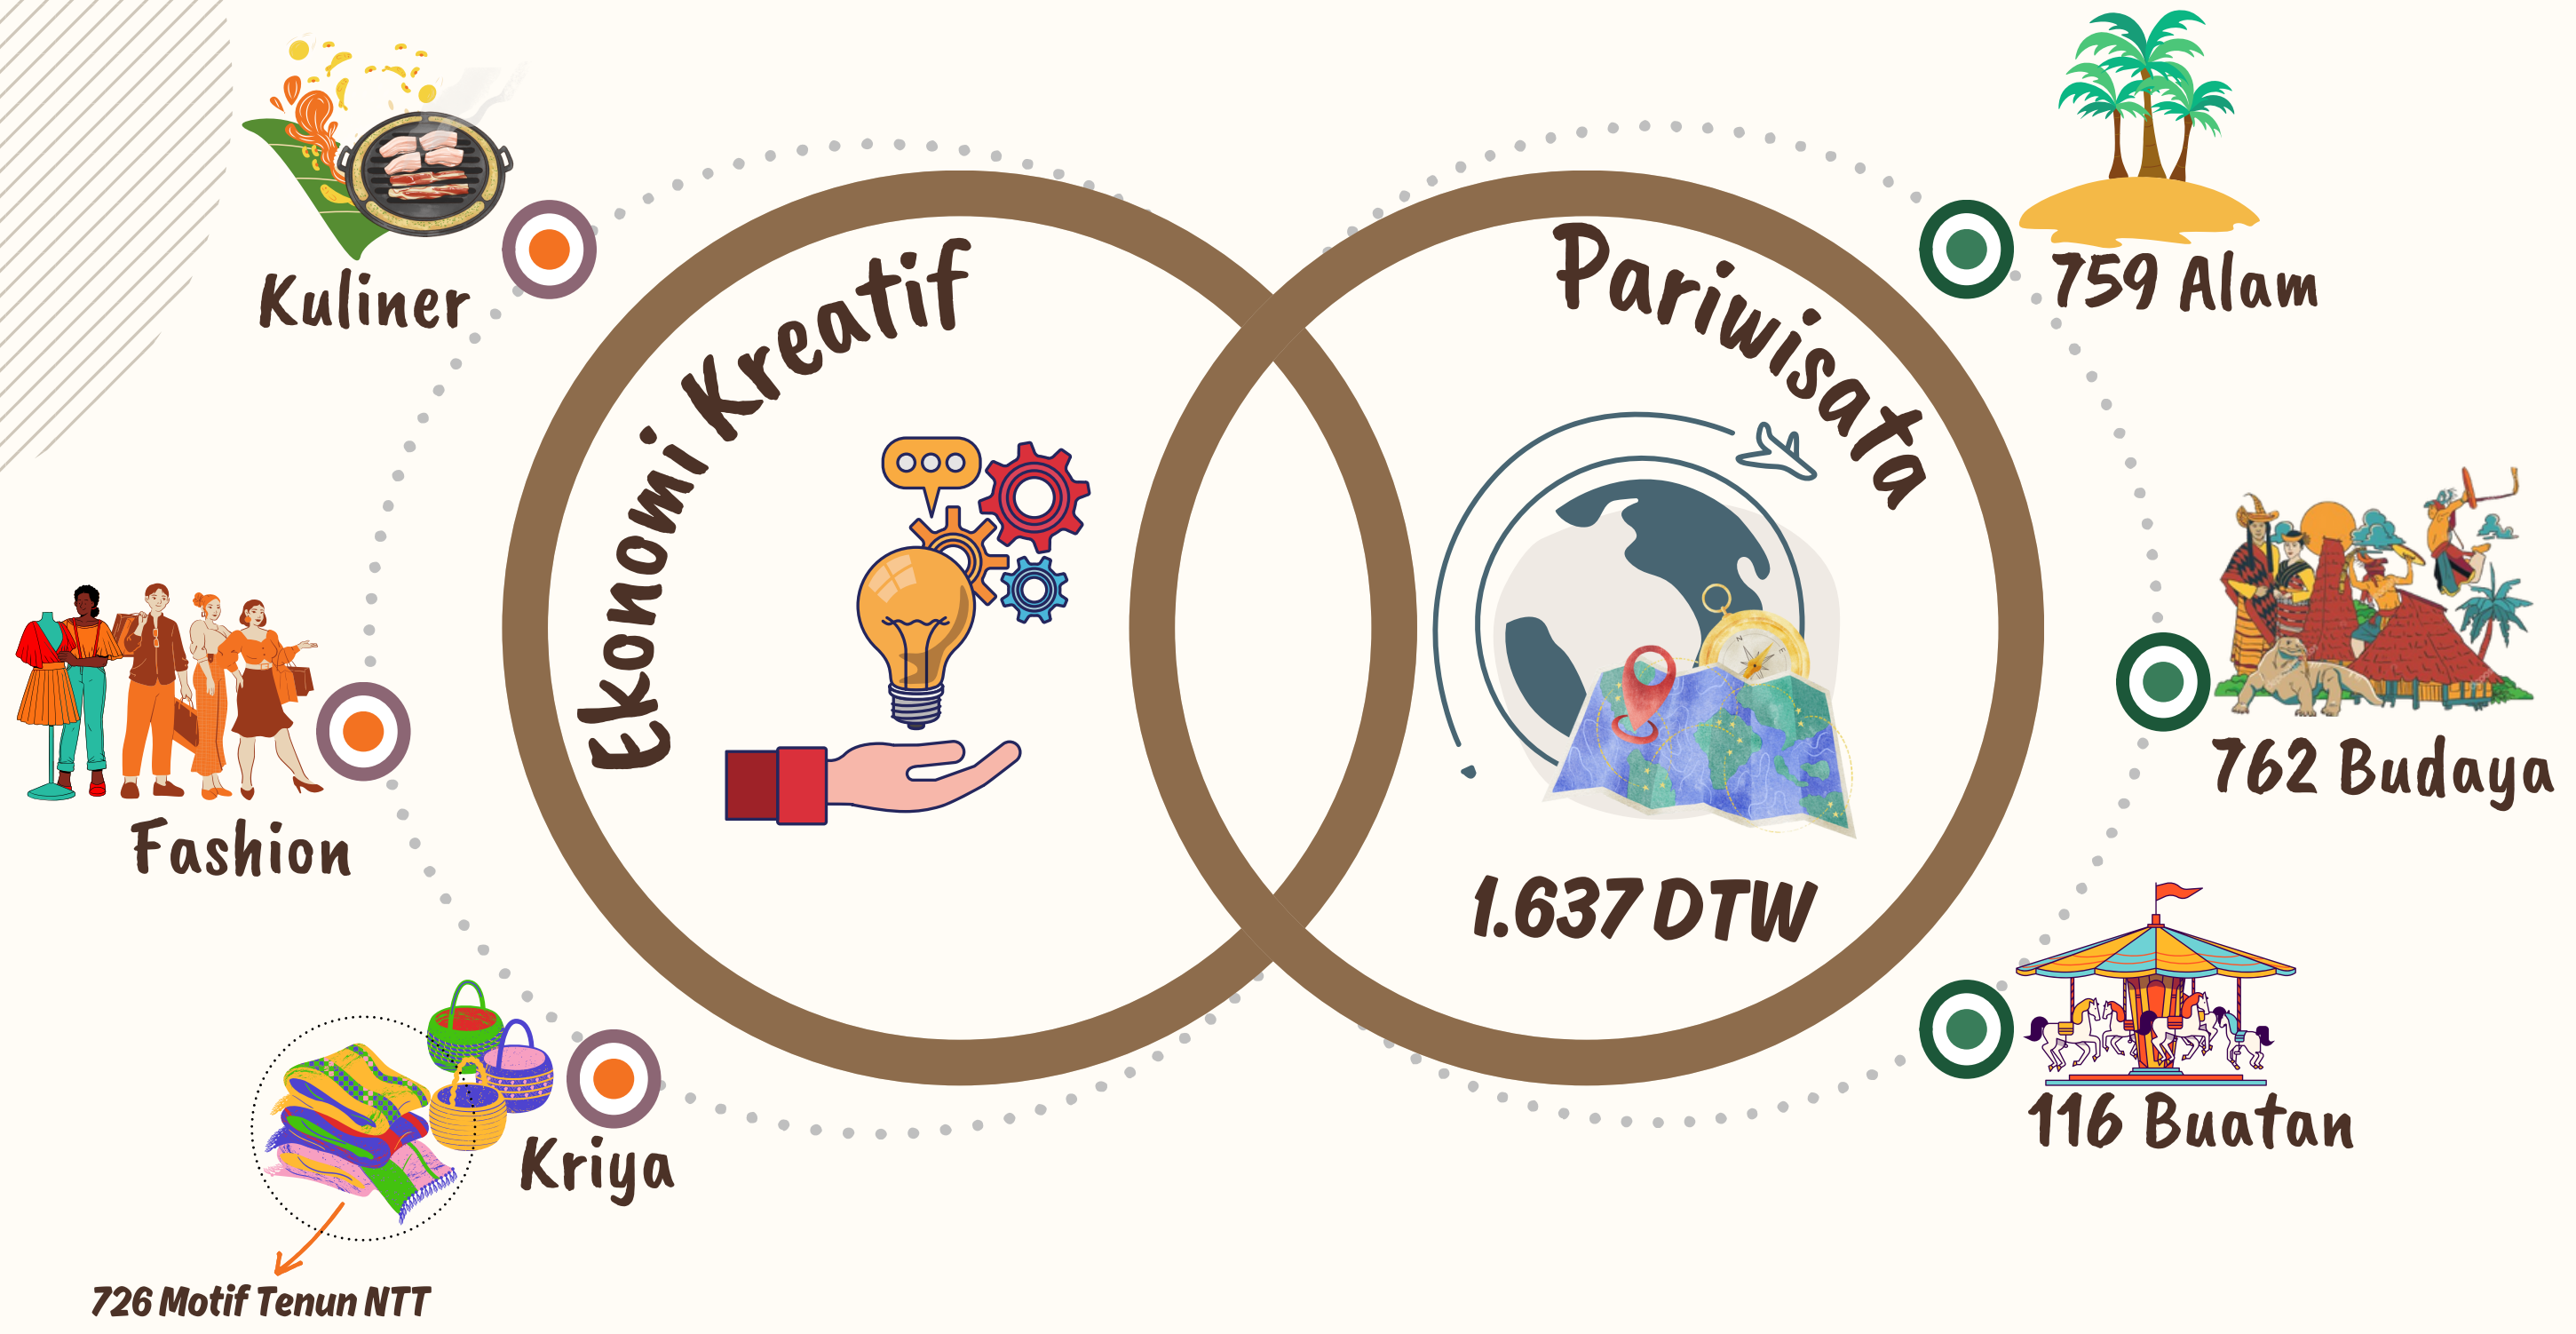 Kuliner
Fashion
Kriya
726 Motif Tenun NTT
Ekonomi Kreatif
Pariwisata
1.637 DTW
759 Alam
762 Budaya
116 Buatan